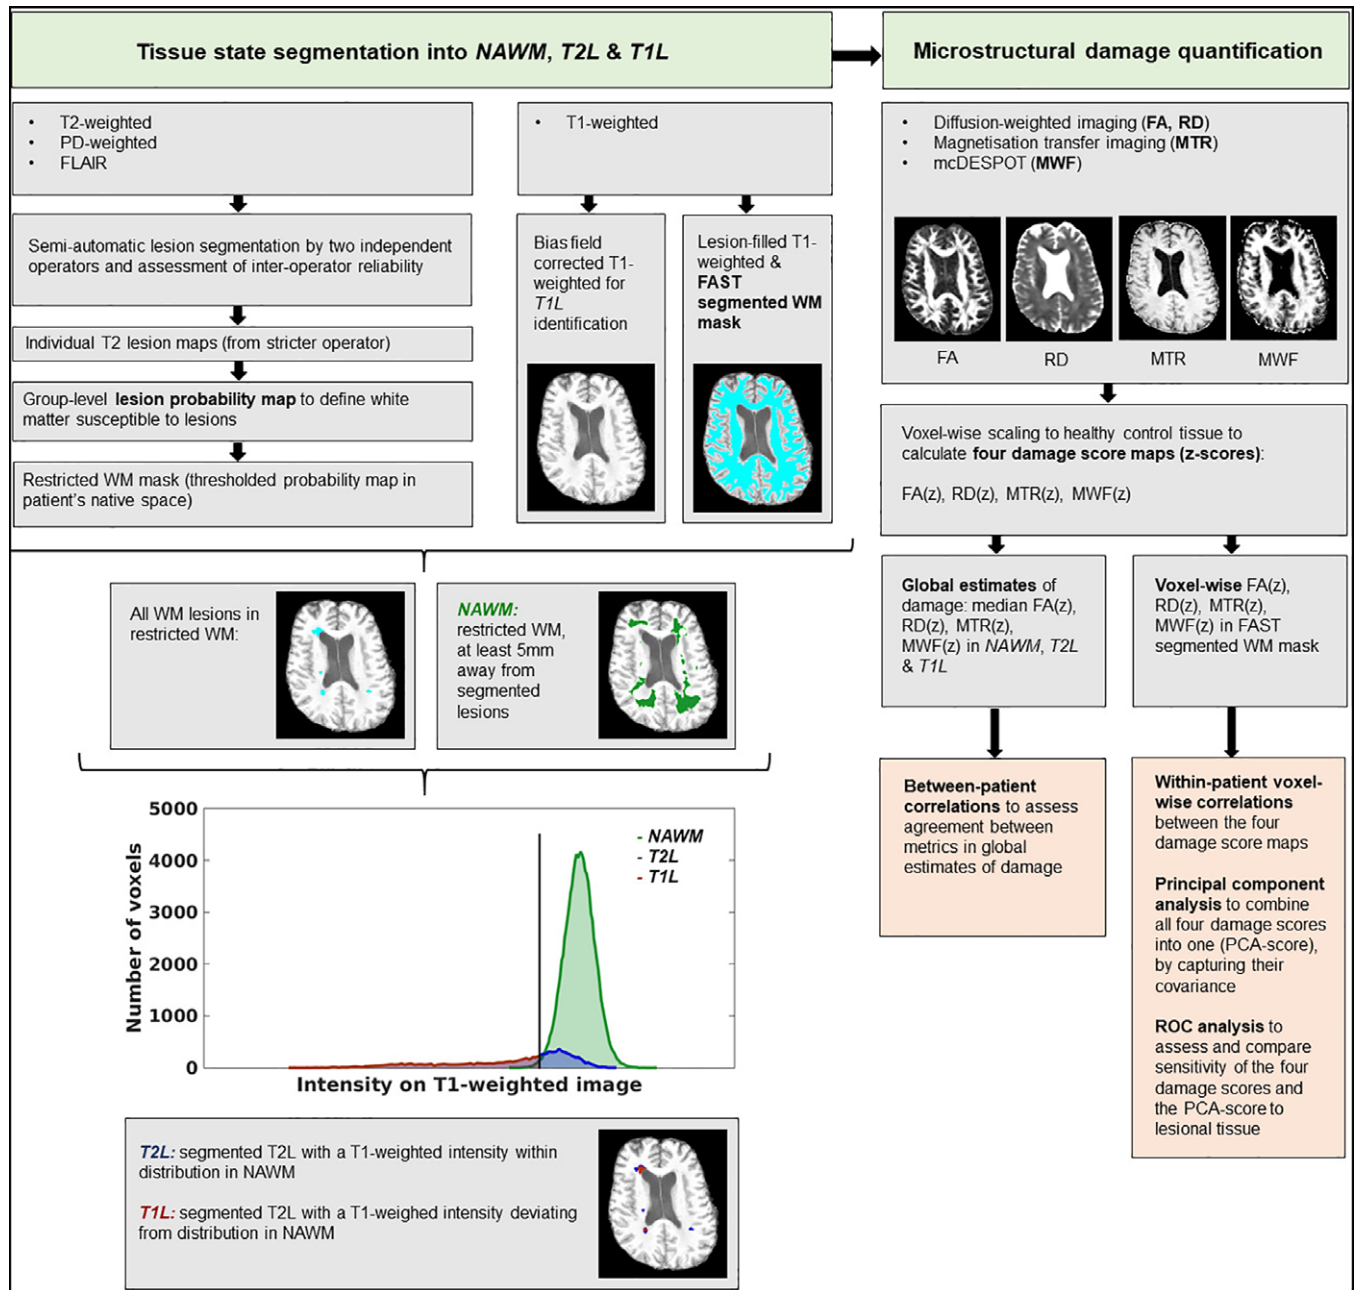 Tissue state segmentation into NAWM, T2L & T1L
Microstructural damage quantification
• T2-weighted
• PD-weighted
• FLAIR
Semi-automatic lesion segmentation by two independent
operators and assessment of inter-operator reliability
Individual T2 lesion maps (from stricter operator)
Group-level lesion probability map to define white
matter susceptible to lesions
Restricted WM mask (thresholded probability map in
patient's native space)
• T1-weighted
Bias field
corrected T1-
weighted for
T1L
identification
Lesion-filled T1-
weighted &
FAST
segmented WM
mask
All WM lesions in
restricted WM:
NAWM:
restricted WM,
at least 5mm
away from
segmented
lesions
5000
4000
3000
2000
1000
0
Number of voxels
Intensity on T1-weighted image
- NAWM
- T2L
- T1L
T2L: segmented T2L with a T1-weighted intensity within
distribution in NAWM
T1L: segmented T2L with a T1-weighed intensity deviating
from distribution in NAWM
• Diffusion-weighted imaging (FA, RD)
• Magnetisation transfer imaging (MTR)
• mcDESPOT (MWF)
FA
RD
MTR
MWF
Voxel-wise scaling to healthy control tissue to
calculate four damage score maps (z-scores):
FA(z), RD(z), MTR(z), MWF(z)
Global estimates of
damage: median FA(z),
RD(z), MTR(z),
MWF(z) in NAWM, T2L
& T1L
Between-patient
correlations to assess
agreement between
metrics in global
estimates of damage
Voxel-wise FA(z),
RD(z), MTR(z),
MWF(z) in FAST
segmented WM mask
Within-patient voxel-
wise correlations
between the four
damage score maps
Principal component
analysis to combine
all four damage scores
into one (PCA-score),
by capturing their
covariance
ROC analysis to
assess and compare
sensitivity of the four
damage scores and
the PCA-score to
lesional tissue